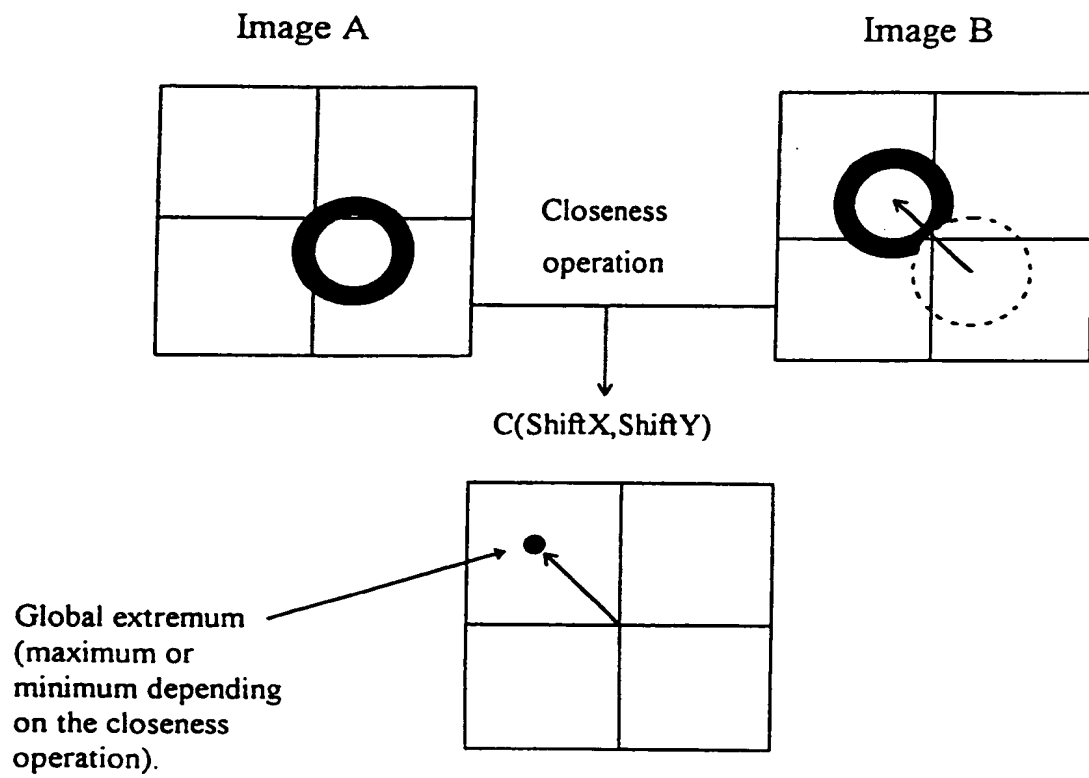 Image A
Image B
Closeness
operation
C(ShiftX,ShiftY)
Global extremum
(maximum or
minimum depending
on the closeness
operation).